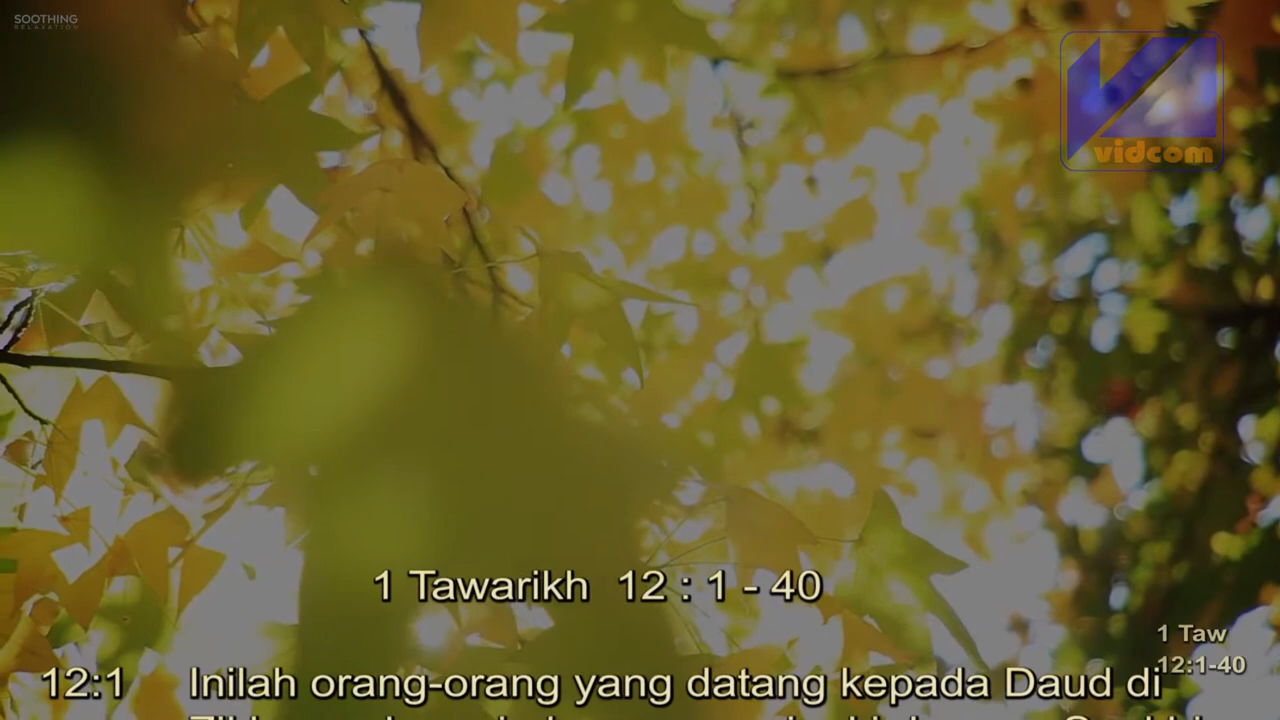 SOOTHING
RELAXATION
vidcom
1 Tawarikh 12 : 1 - 40
1 Taw
12:1-40
12:1 Inilah orang-orang yang datang kepada Daud di